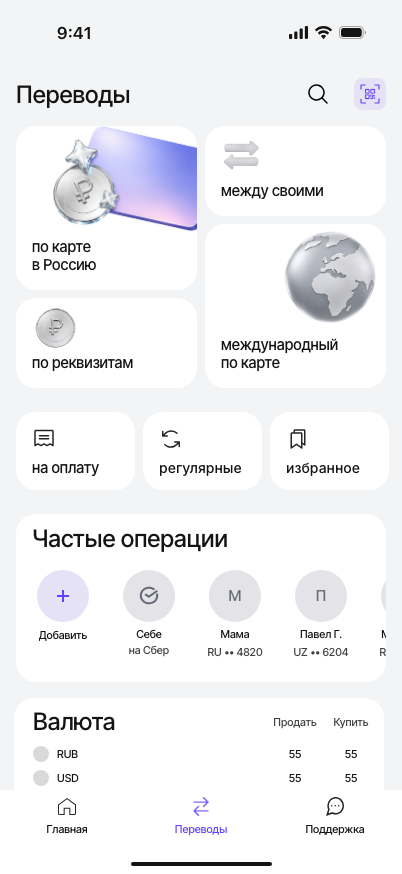 9:41
Переводы
по карте
в Россию
между своими
по реквизитам
международный
по карте
на оплату
регулярные
избранное
Частые операции
М
П
Добавить
Себе
Мама
Павел Г.
на Сбер
RU •• 4820
UZ •• 6204
Валюта
Продать
Купить
RUB
55
55
USD
55
55
Главная
Переводы
Поддержка